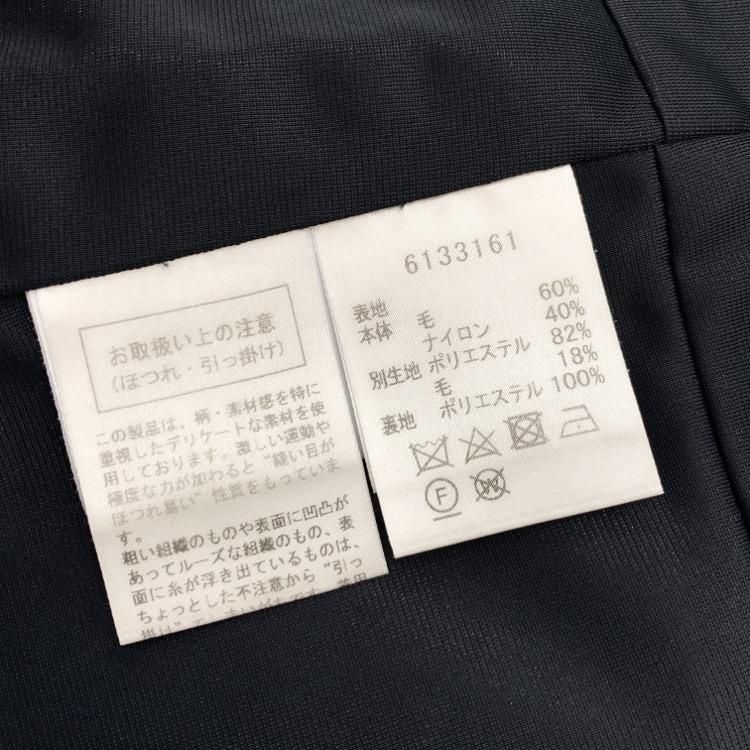 お取扱い上の注意
(ほつれ・引っ掛け)
この製品は、柄・素材感を特に
重視したデリケートな素材を使
用しております。激しい運動や
極度な力が加わると“縫い目が
ほつれ易い”性質をもっていま
す。
粗い組織のものや表面に凹凸が
あってルーズな組織のもの、表
面に糸が浮き出ているものは、
ちょっとした不注意から“引っ
6133161
表地
本体 毛 60%
ナイロン 40%
別生地 ポリエステル 82%
毛 18%
裏地 ポリエステル 100%
F
W